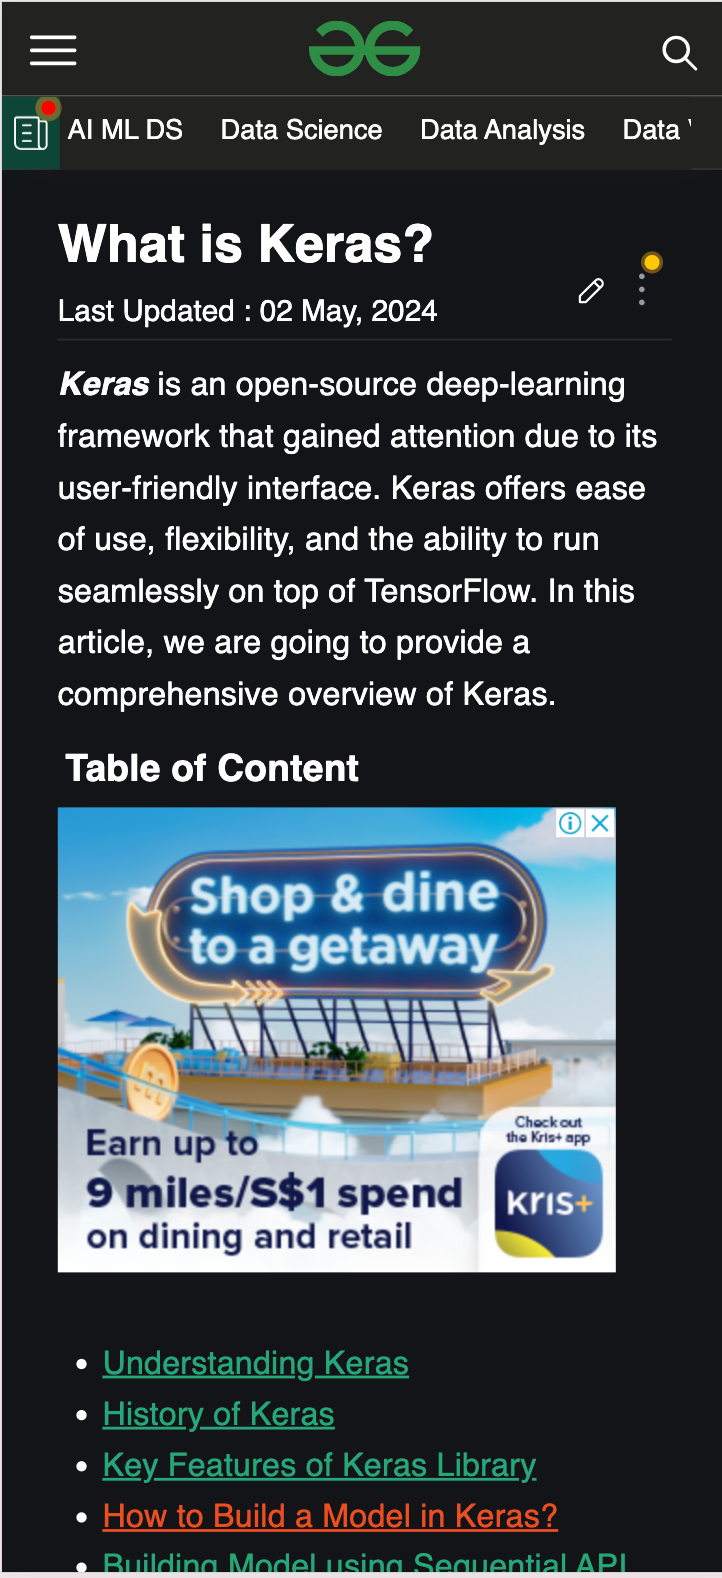 AI ML DS Data Science Data Analysis Data
What is Keras?
Last Updated : 02 May, 2024
Keras is an open-source deep-learning
framework that gained attention due to its
user-friendly interface. Keras offers ease
of use, flexibility, and the ability to run
seamlessly on top of TensorFlow. In this
article, we are going to provide a
comprehensive overview of Keras.
Table of Content
Shop & dine
to a getaway
Earn up to
9 miles/S$1 spend
on dining and retail
Check out
the Kris+ app
kris+
• Understanding Keras
• History of Keras
• Key Features of Keras Library
• How to Build a Model in Keras?
• Building Model using Sequential API